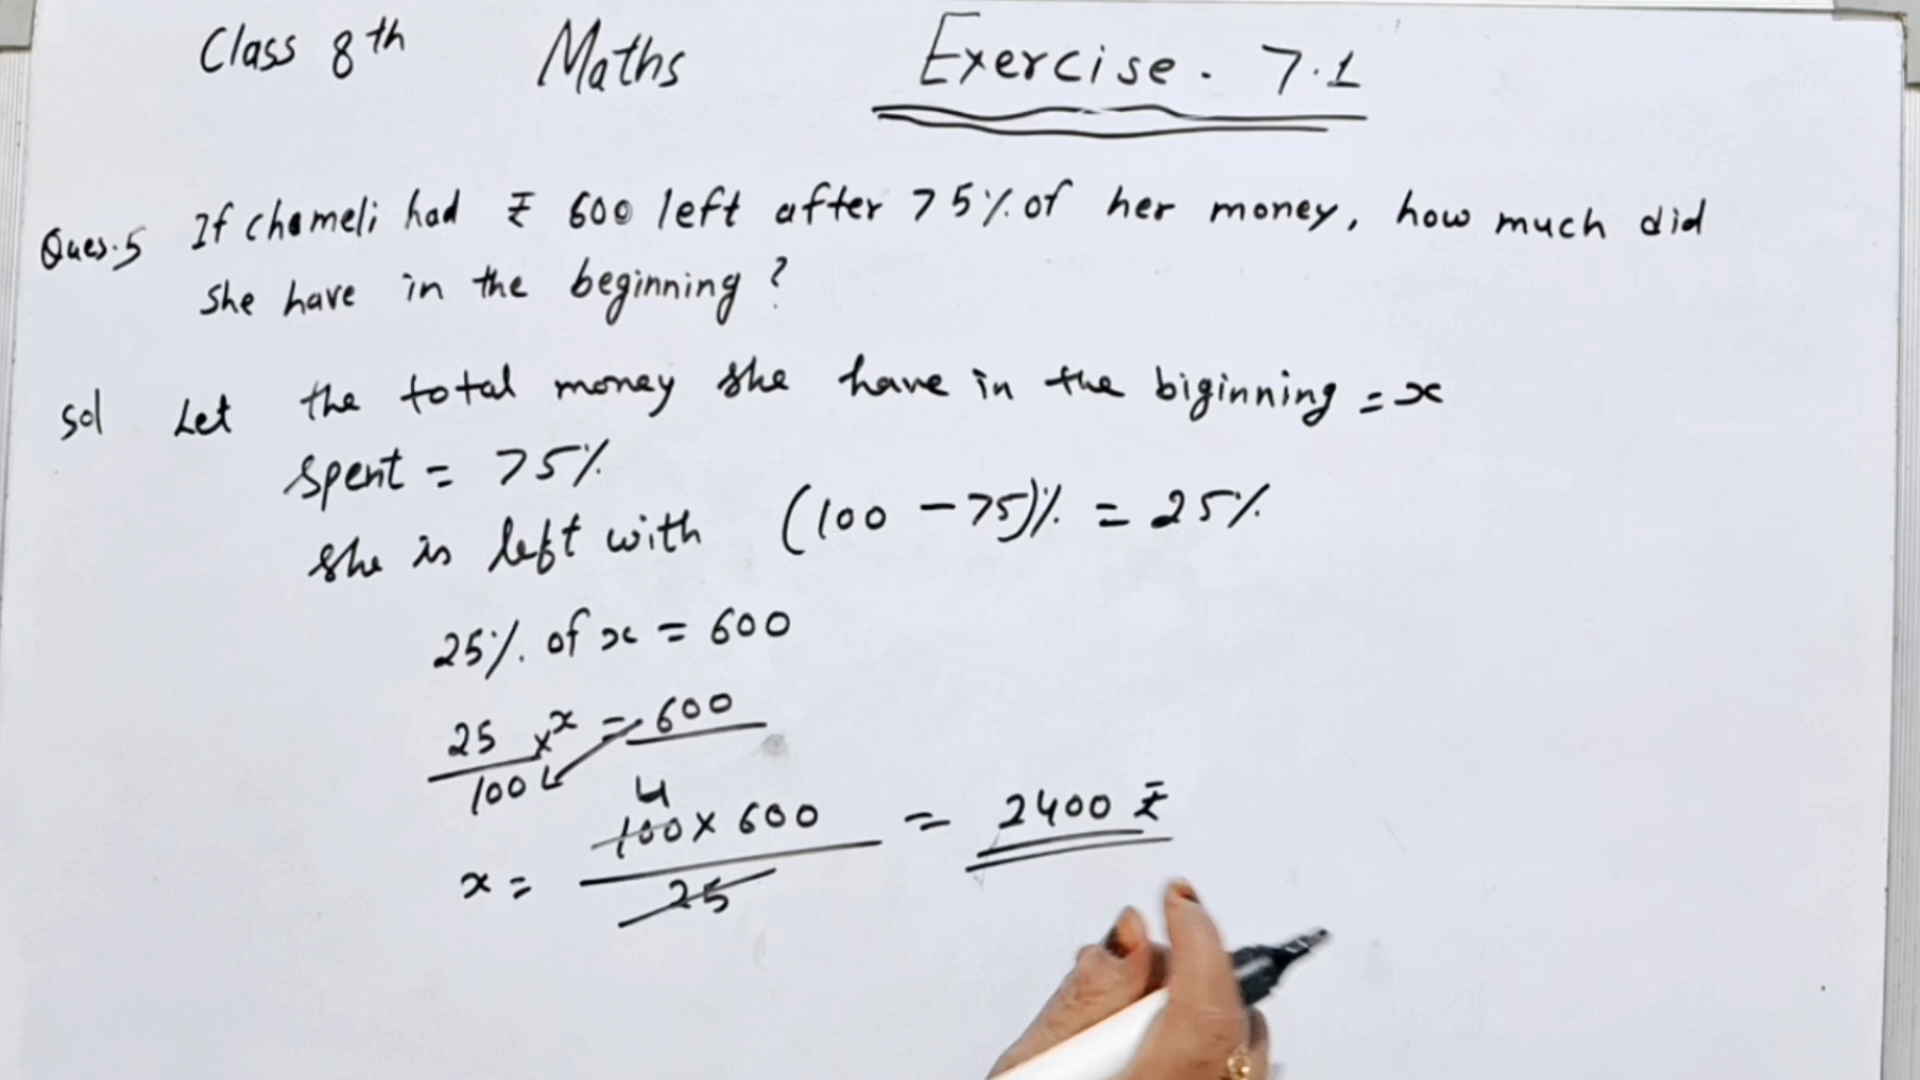 Class 8th Maths Exercise - 7.1
Ques.5 If chameli had ₹ 600 left after 75% of her money, how much did
she have in the beginning?
Sol Let the total money she have in the biginning = x
spent = 75%
she is left with (100 - 75)% = 25%
25% of x = 600
25/100 × x = 600
4
x = 100 × 600 / 25 = 2400 ₹